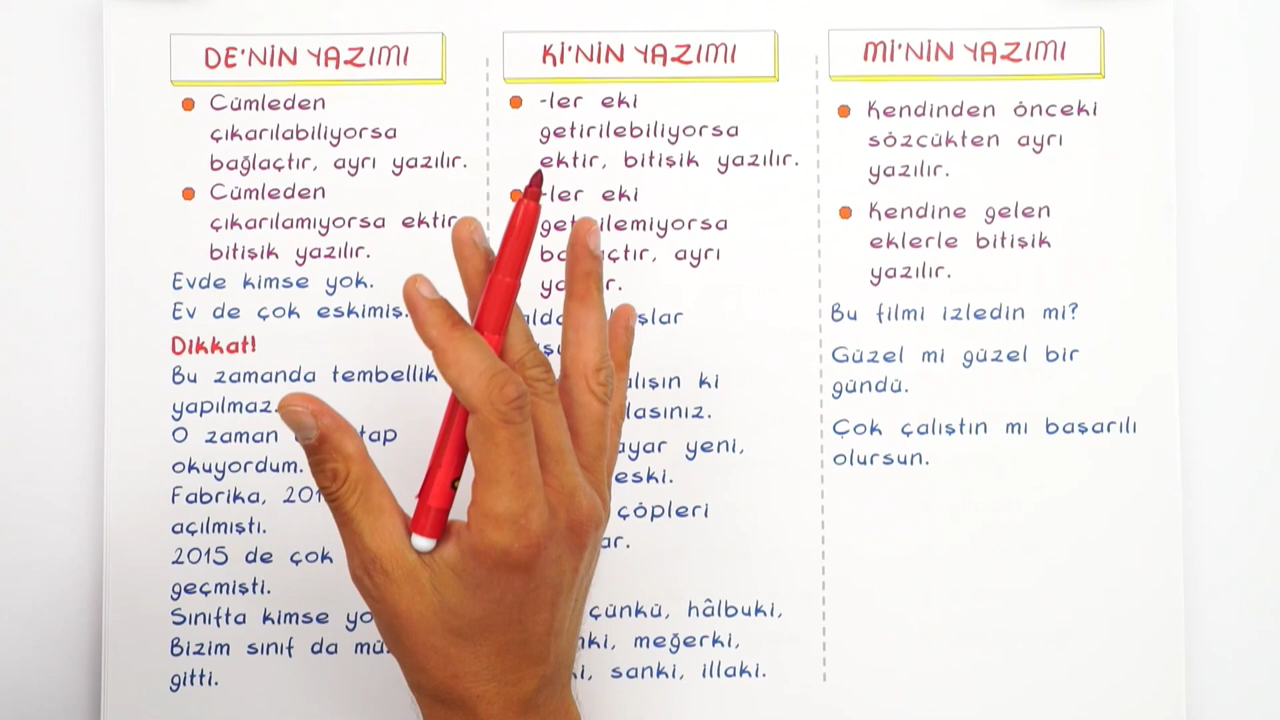 DE'NİN YAZIMI
Cümleden
çıkarılabiliyorsa
bağlaçtır, ayrı yazılır.
Cümleden
çıkarılamıyorsa ektir
bitişik yazılır.
Evde kimse yok.
Ev de çok eskimiş.
Dikkat!
Bu zamanda tembellik
yapılmaz.
O zaman
okuyordum.
Fabrika,
açılmıştı.
2015 de çok
geçmişti.
Sınıfta kimse
Bizim sınıf da
gitti.
Kİ'NİN YAZIMI
-ler eki
getirilebiliyorsa
ektir, bitişik yazılır.
-ler eki
ayrı
ki
yeni,
eski.
çöpleri
çünkü, hâlbuki,
meğerki,
sanki, illaki.
Mİ'NİN YAZIMI
Kendinden önceki
sözcükten ayrı
yazılır.
Kendine gelen
eklerle bitişik
yazılır.
Bu filmi izledin mi?
Güzel mi güzel bir
gündü.
Çok çalıştın mı başarılı
olursun.